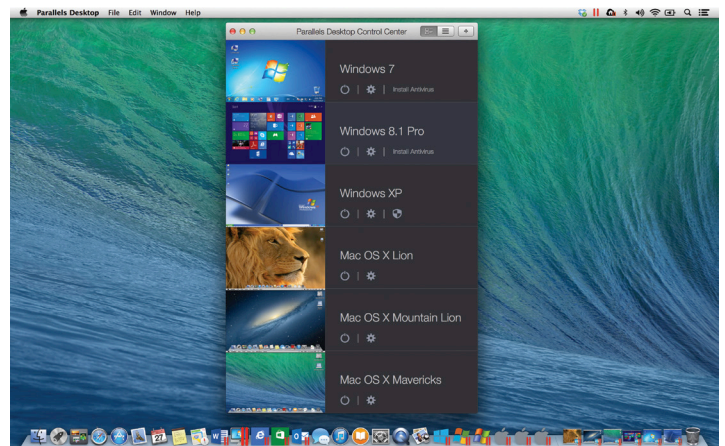 Parallels Desktop File Edit Window Help
Parallels Desktop Control Center
Windows 7
Install Antivirus
Windows 8.1 Pro
Install Antivirus
Windows XP
Mac OS X Lion
Mac OS X Mountain Lion
Mac OS X Mavericks
27